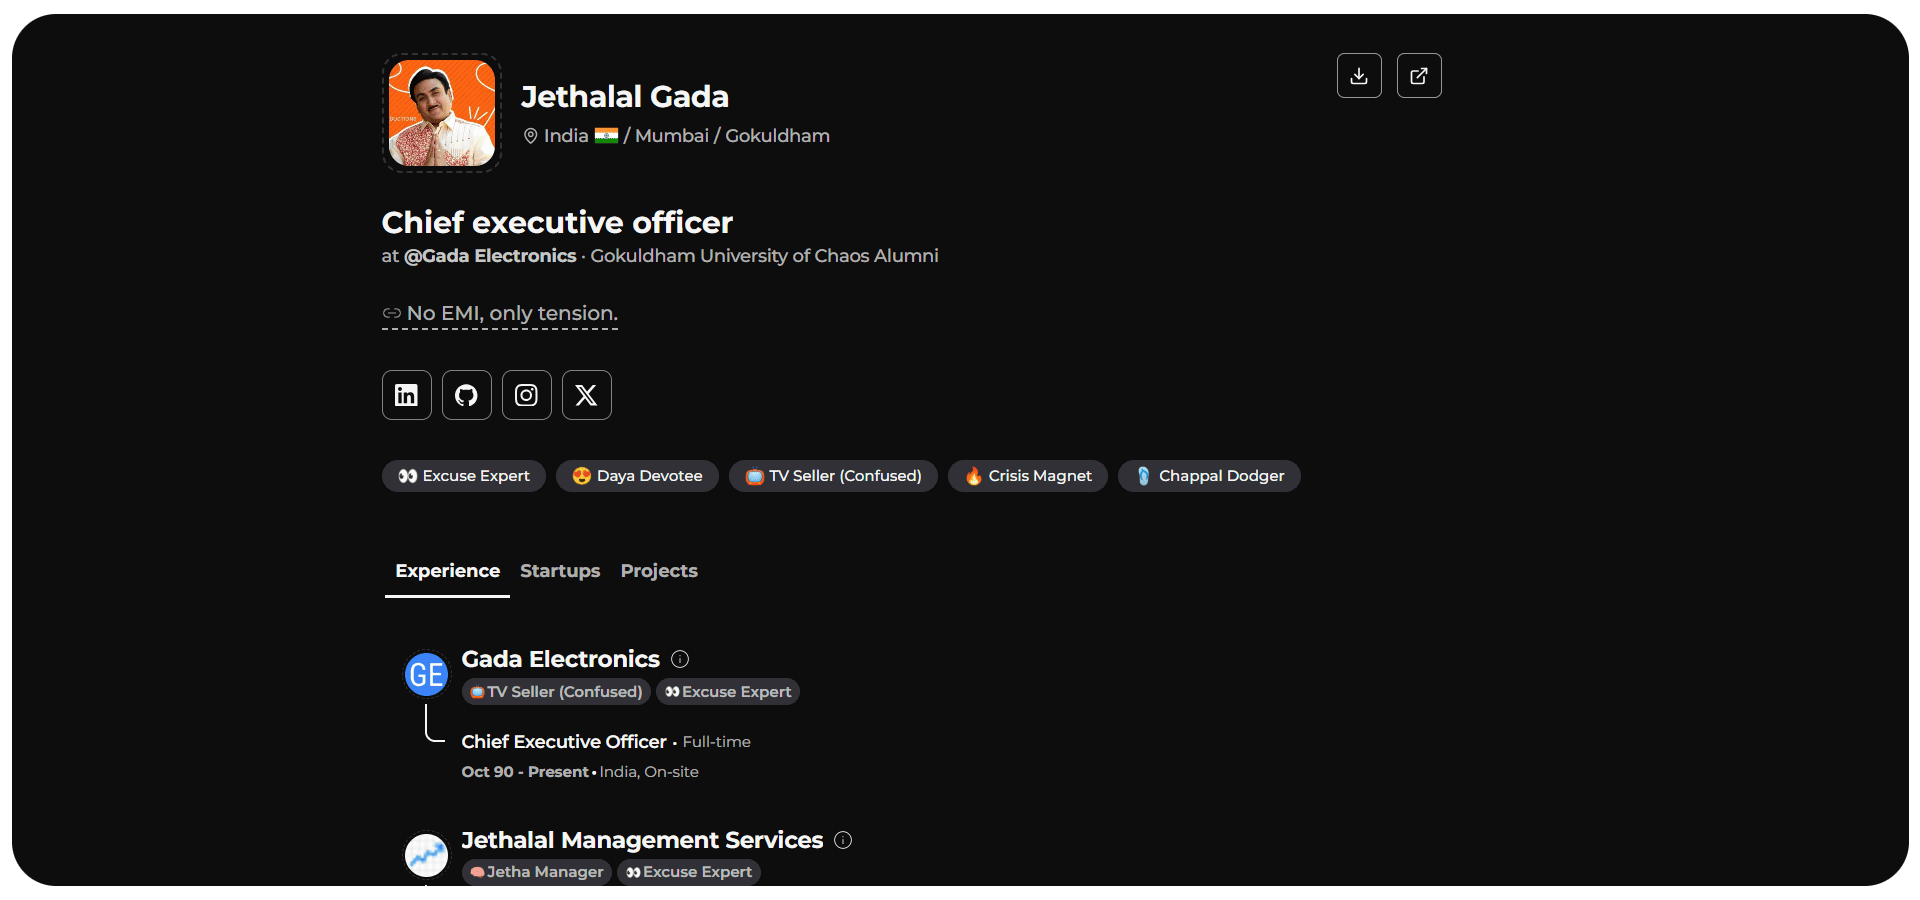 Jethalal Gada
India 🇮🇳 / Mumbai / Gokuldham
Chief executive officer
at @Gada Electronics · Gokuldham University of Chaos Alumni
No EMI, only tension.
👀 Excuse Expert 😍 Daya Devotee 📺 TV Seller (Confused) 🔥 Crisis Magnet 🩴 Chappal Dodger
Experience Startups Projects
GE
Gada Electronics
📺TV Seller (Confused) 👀Excuse Expert
Chief Executive Officer • Full-time
Oct 90 - Present•India, On-site
Jethalal Management Services
🧠Jetha Manager 👀Excuse Expert